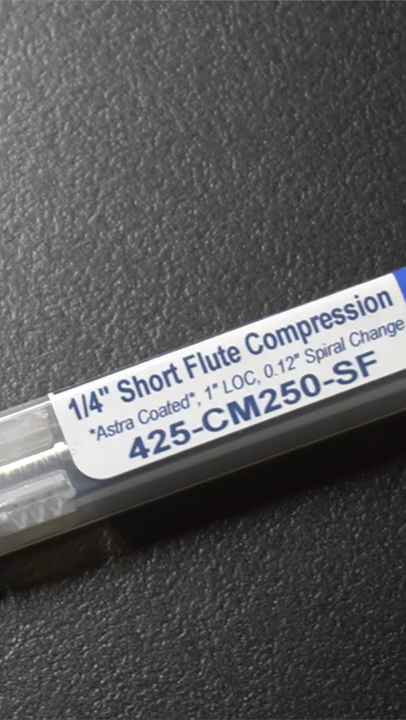 1/4" Short Flute Compression
*Astra Coated*, 1" LOC, 0.12" Spiral Change
425-CM250-SF